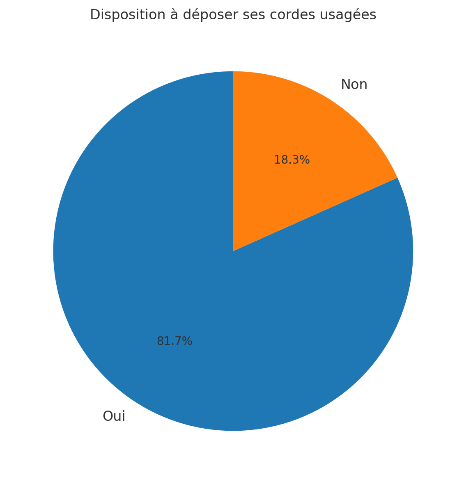 Disposition à déposer ses cordes usagées
Non
18.3%
81.7%
Oui